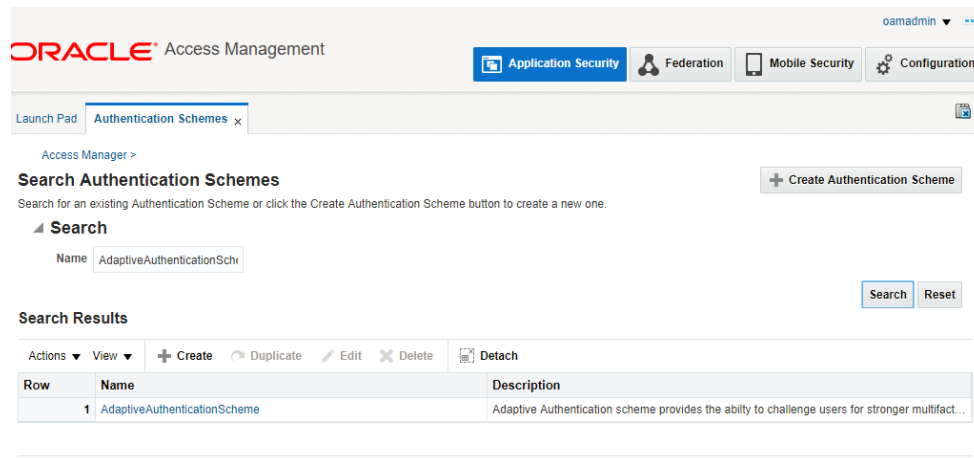 oamadmin
ORACLE Access Management
Application Security Federation Mobile Security Configuration
Launch Pad Authentication Schemes x
Access Manager >
Search Authentication Schemes
Create Authentication Scheme
Search for an existing Authentication Scheme or click the Create Authentication Scheme button to create a new one.
Search
Name AdaptiveAuthenticationSche
Search Reset
Search Results
Actions View Create Duplicate Edit Delete Detach
Row Name Description
1 AdaptiveAuthenticationScheme Adaptive Authentication scheme provides the abilty to challenge users for stronger multifact...